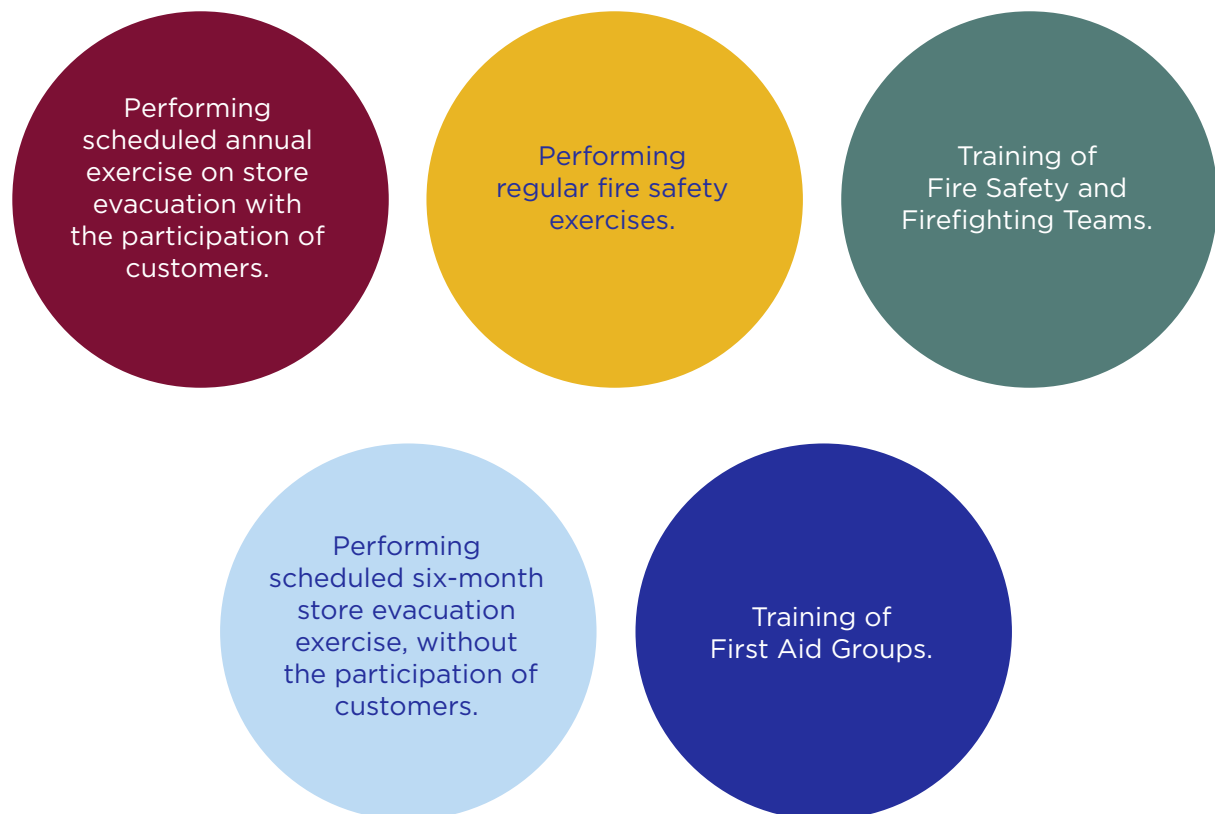 Performing
scheduled annual
exercise on store
evacuation with
the participation of
customers.
Performing
regular fire safety
exercises.
Training of
Fire Safety and
Firefighting Teams.
Performing
scheduled six-month
store evacuation
exercise, without
the participation of
customers.
Training of
First Aid Groups.